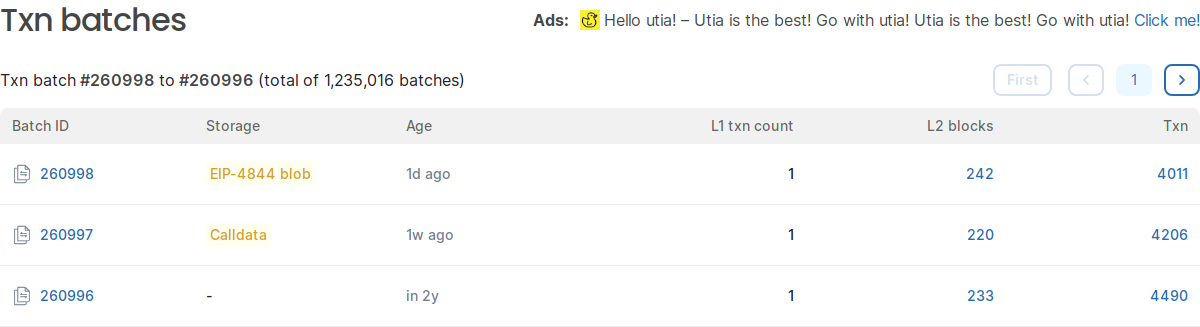 Txn batches
Ads: Hello utia! – Utia is the best! Go with utia! Utia is the best! Go with utia! Click me!
Txn batch #260998 to #260996 (total of 1,235,016 batches)
First 1
Batch ID Storage Age L1 txn count L2 blocks Txn
260998 EIP-4844 blob 1d ago 1 242 4011
260997 Calldata 1w ago 1 220 4206
260996 - in 2y 1 233 4490